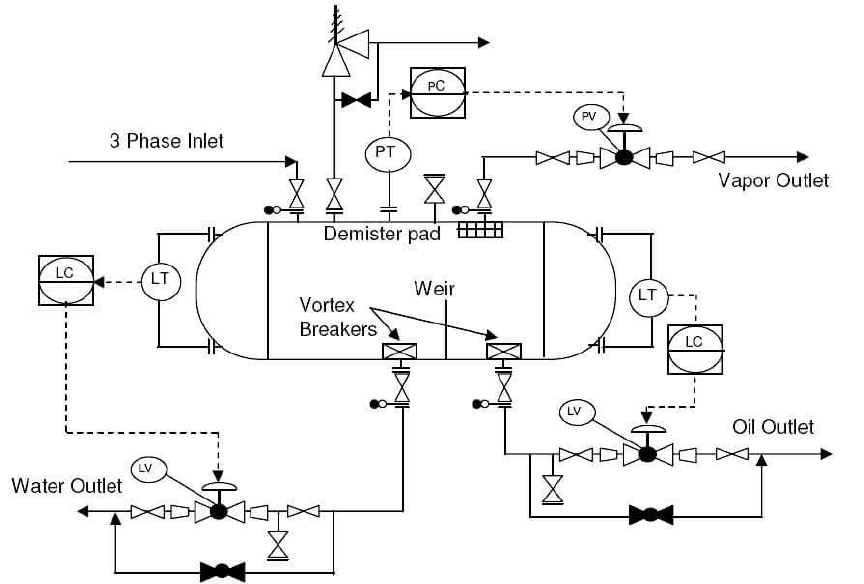 PC
PV
3 Phase Inlet
PT
Vapor Outlet
Demister pad
LC
LT
Weir
LT
Vortex
Breakers
LC
LV
Oil Outlet
LV
Water Outlet